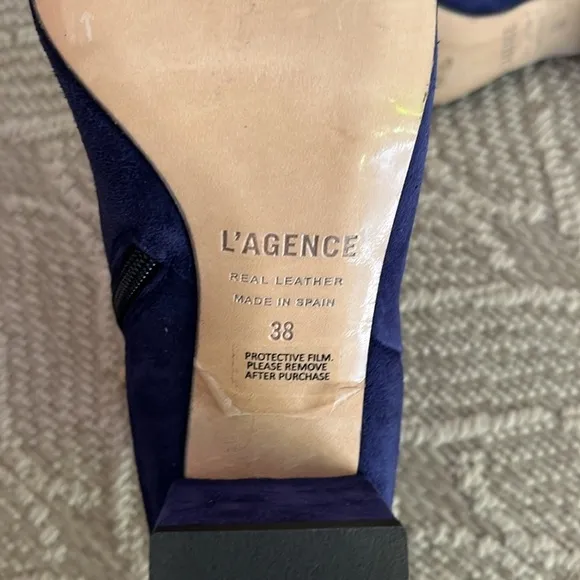 L'AGENCE
REAL LEATHER
MADE IN SPAIN
38
PROTECTIVE FILM.
PLEASE REMOVE
AFTER PURCHASE